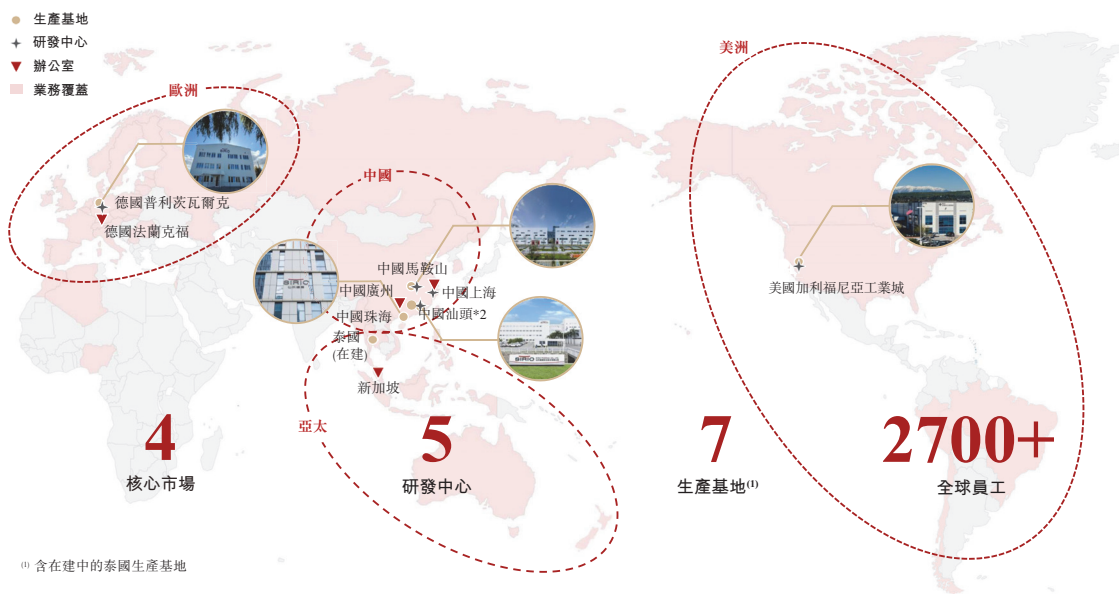 生產基地
研發中心
辦公室
業務覆蓋
歐洲
德國普利茨瓦爾克
德國法蘭克福
中國
中國馬鞍山
中國上海
中國廣州
中國汕頭*2
中國珠海
泰國
(在建)
新加坡
亞太
美洲
美國加利福尼亞工業城
SIRIO
SIRIO
4
核心市場
5
研發中心
7
生產基地(1)
2700+
全球員工
(1) 含在建中的泰國生產基地